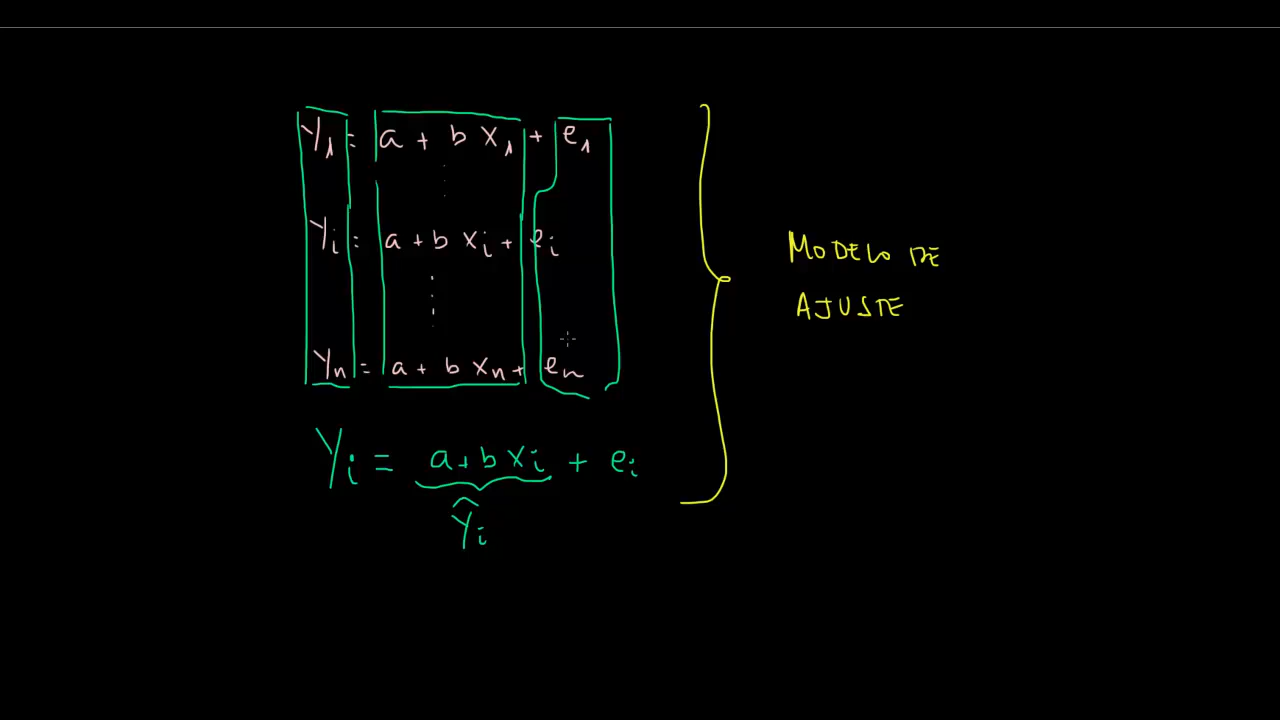 Y₁ = a + b x₁ + e₁
Yᵢ = a + b xᵢ + eᵢ
Yₙ = a + b xₙ + eₙ
Yᵢ = a + b xᵢ + eᵢ
Ŷᵢ
MODELO DE
AJUSTE